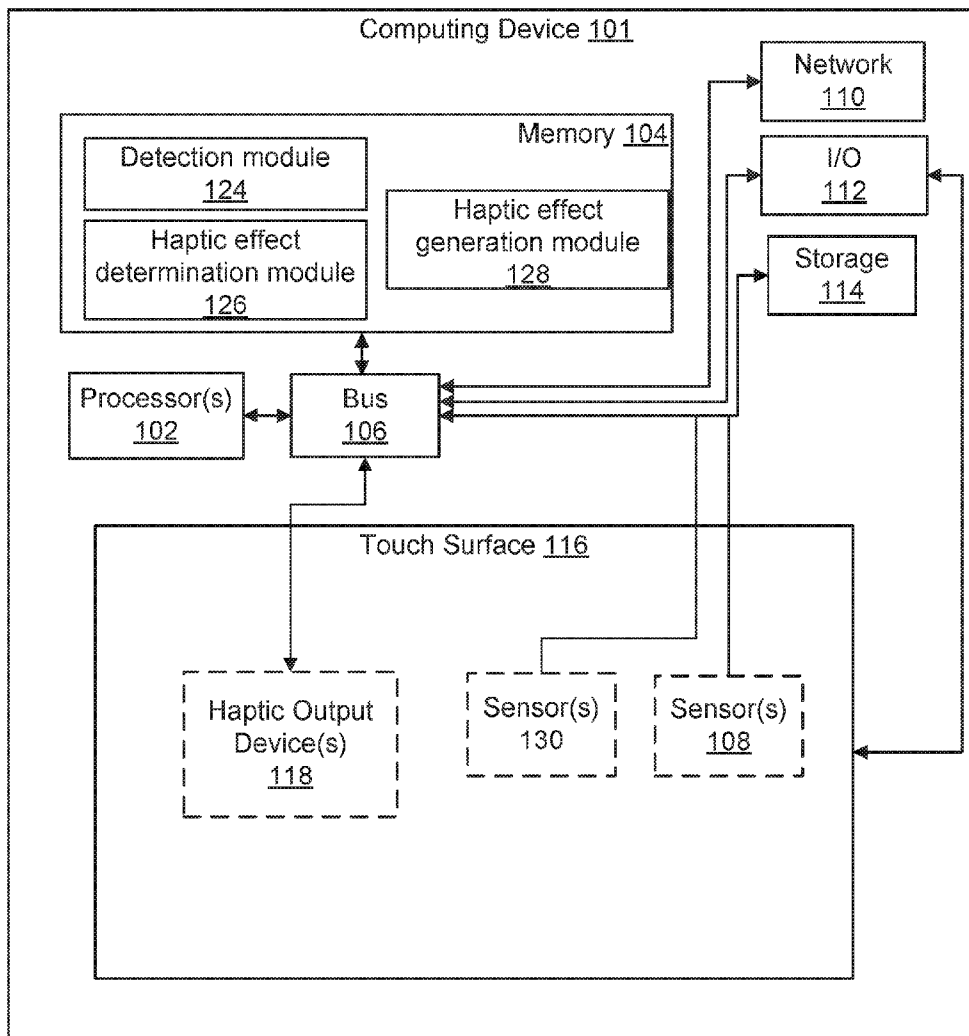 Computing Device 101
Network
110
Memory 104
Detection module
124
I/O
112
Haptic effect
generation module
128
Haptic effect
determination module
126
Storage
114
Processor(s)
102
Bus
106
Touch Surface 116
Haptic Output
Device(s)
118
Sensor(s)
130
Sensor(s)
108